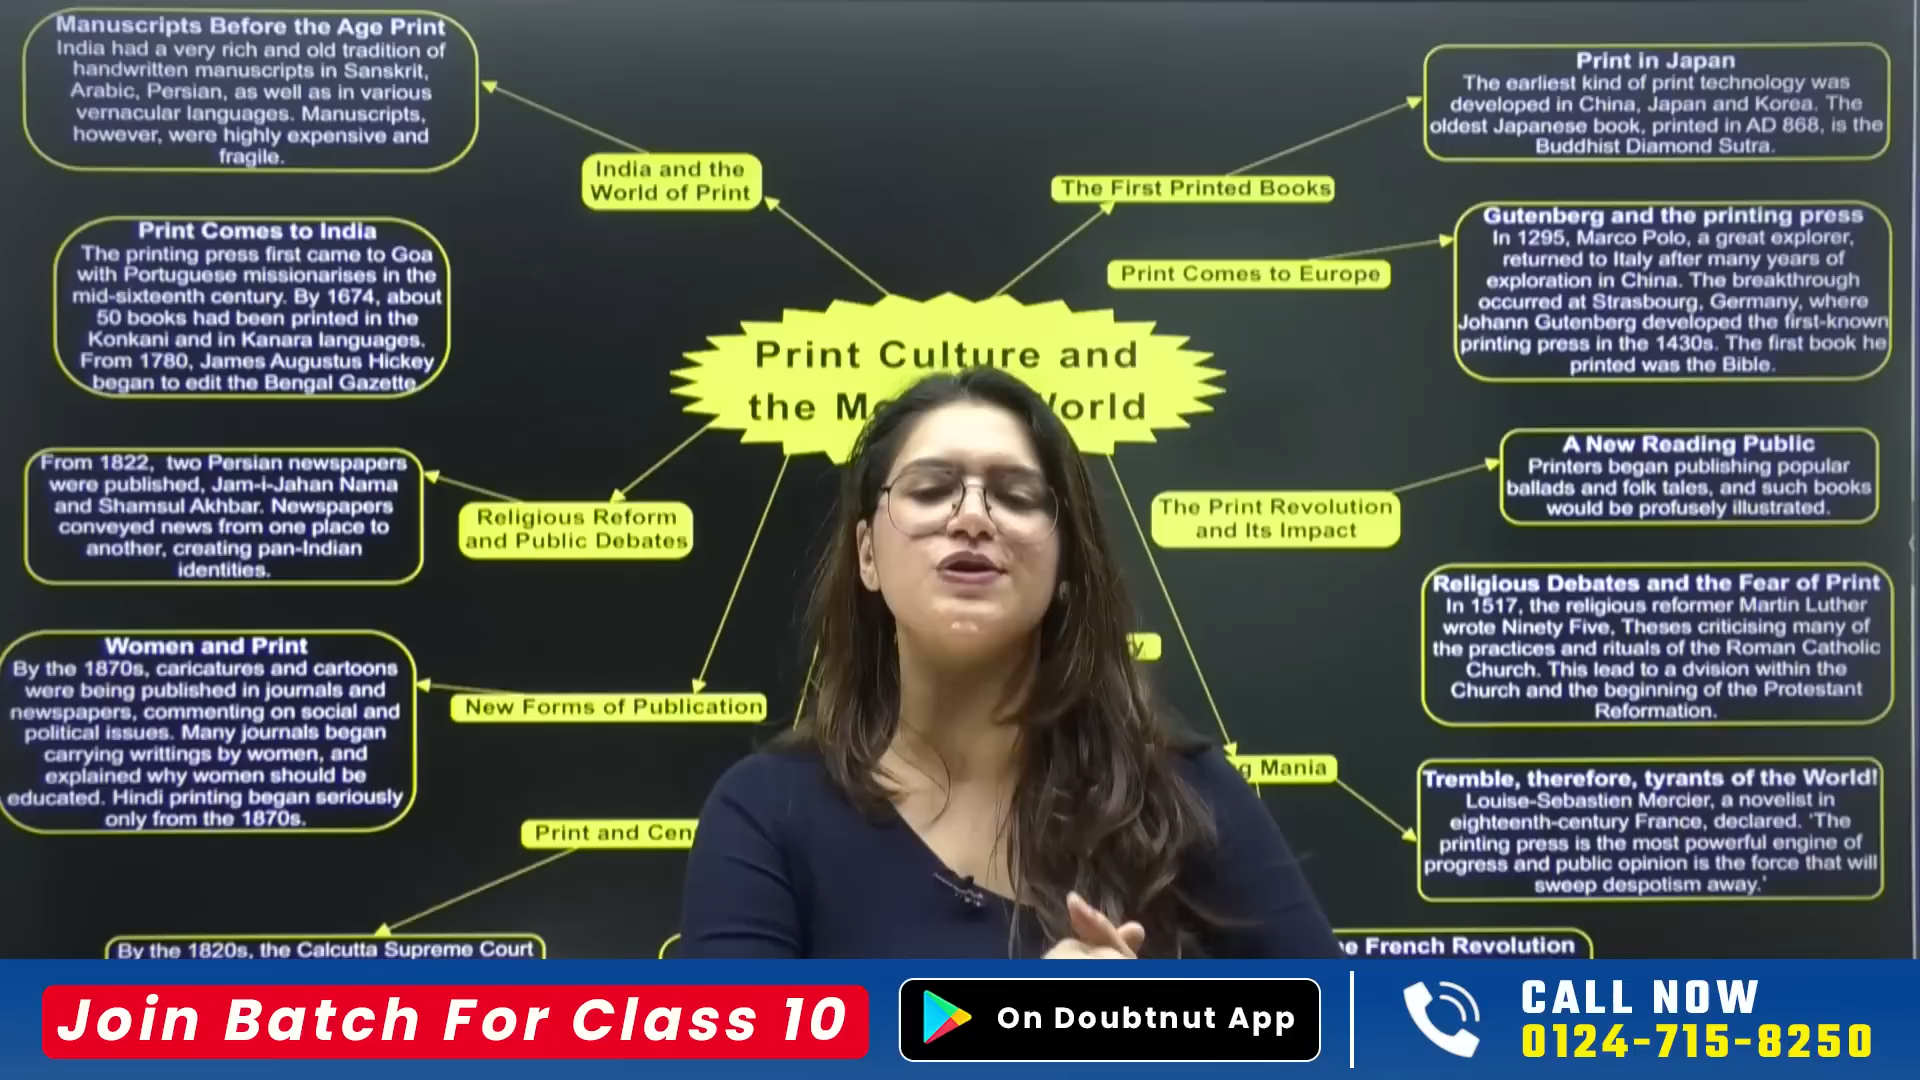 Manuscripts Before the Age Print
India had a very rich and old tradition of
handwritten manuscripts in Sanskrit,
Arabic, Persian, as well as in various
vernacular languages. Manuscripts,
however, were highly expensive and
fragile.
India and the
World of Print
Print Comes to India
The printing press first came to Goa
with Portuguese missionarises in the
mid-sixteenth century. By 1674, about
50 books had been printed in the
Konkani and in Kanara languages.
From 1780, James Augustus Hickey
began to edit the Bengal Gazette
Print in Japan
The earliest kind of print technology was
developed in China, Japan and Korea. The
oldest Japanese book, printed in AD 868, is the
Buddhist Diamond Sutra.
The First Printed Books
Print Comes to Europe
Gutenberg and the printing press
In 1295, Marco Polo, a great explorer,
returned to Italy after many years of
exploration in China. The breakthrough
occurred at Strasbourg, Germany, where
Johann Gutenberg developed the first-known
printing press in the 1430s. The first book he
printed was the Bible.
Print Culture and
the M orld
From 1822, two Persian newspapers
were published, Jam-i-Jahan Nama
and Shamsul Akhbar. Newspapers
conveyed news from one place to
another, creating pan-Indian
identities.
Religious Reform
and Public Debates
The Print Revolution
and Its Impact
A New Reading Public
Printers began publishing popular
ballads and folk tales, and such books
would be profusely illustrated.
Religious Debates and the Fear of Print
In 1517, the religious reformer Martin Luther
wrote Ninety Five, Theses criticising many of
the practices and rituals of the Roman Catholic
Church. This lead to a dvision within the
Church and the beginning of the Protestant
Reformation.
Women and Print
By the 1870s, caricatures and cartoons
were being published in journals and
newspapers, commenting on social and
political issues. Many journals began
carrying writtings by women, and
explained why women should be
educated. Hindi printing began seriously
only from the 1870s.
New Forms of Publication
y
g Mania
Tremble, therefore, tyrants of the World!
Louise-Sebastien Mercier, a novelist in
eighteenth-century France, declared. 'The
printing press is the most powerful engine of
progress and public opinion is the force that will
sweep despotism away.'
Print and Cen
By the 1820s, the Calcutta Supreme Court
e French Revolution
Join Batch For Class 10
On Doubtnut App
CALL NOW
0124-715-8250